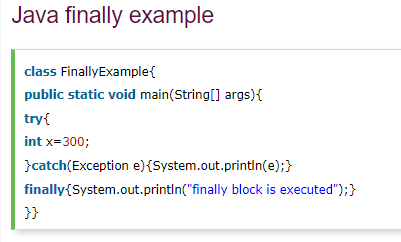 Java finally example
class FinallyExample{
public static void main(String[] args){
try{
int x=300;
}catch(Exception e){System.out.println(e);}
finally{System.out.println("finally block is executed");}
}}